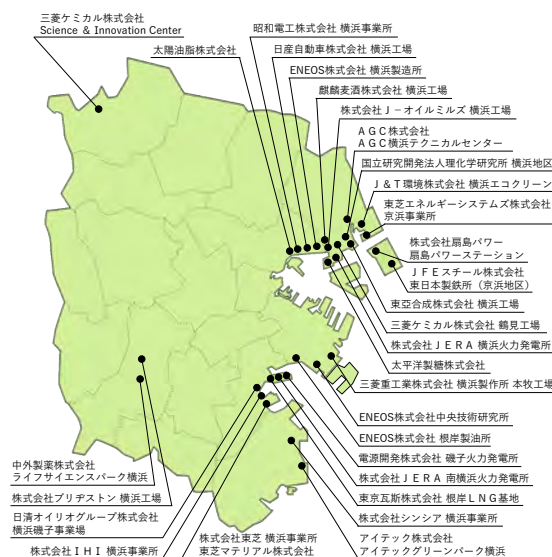 三菱ケミカル株式会社
Science & Innovation Center
太陽油脂株式会社
昭和電工株式会社 横浜事業所
日産自動車株式会社 横浜工場
ENEOS株式会社 横浜製造所
麒麟麦酒株式会社 横浜工場
株式会社J－オイルミルズ 横浜工場
AGC株式会社
AGC横浜テクニカルセンター
国立研究開発法人理化学研究所 横浜地区
J＆T環境株式会社 横浜エコクリーン
東芝エネルギーシステムズ株式会社
京浜事業所
株式会社扇島パワー
扇島パワーステーション
JFEスチール株式会社
東日本製鉄所（京浜地区）
東亞合成株式会社 横浜工場
三菱ケミカル株式会社 鶴見工場
株式会社JERA 横浜火力発電所
太平洋製糖株式会社
三菱重工業株式会社 横浜製作所 本牧工場
ENEOS株式会社中央技術研究所
ENEOS株式会社 根岸製油所
電源開発株式会社 磯子火力発電所
株式会社JERA 南横浜火力発電所
東京瓦斯株式会社 根岸LNG基地
株式会社シンシア 横浜事業所
アイテック株式会社
アイテックグリーンパーク横浜
中外製薬株式会社
ライフサイエンスパーク横浜
株式会社ブリヂストン 横浜工場
日清オイリオグループ株式会社
横浜磯子事業場
株式会社IHI 横浜事業所
株式会社東芝 横浜事業所
東芝マテリアル株式会社